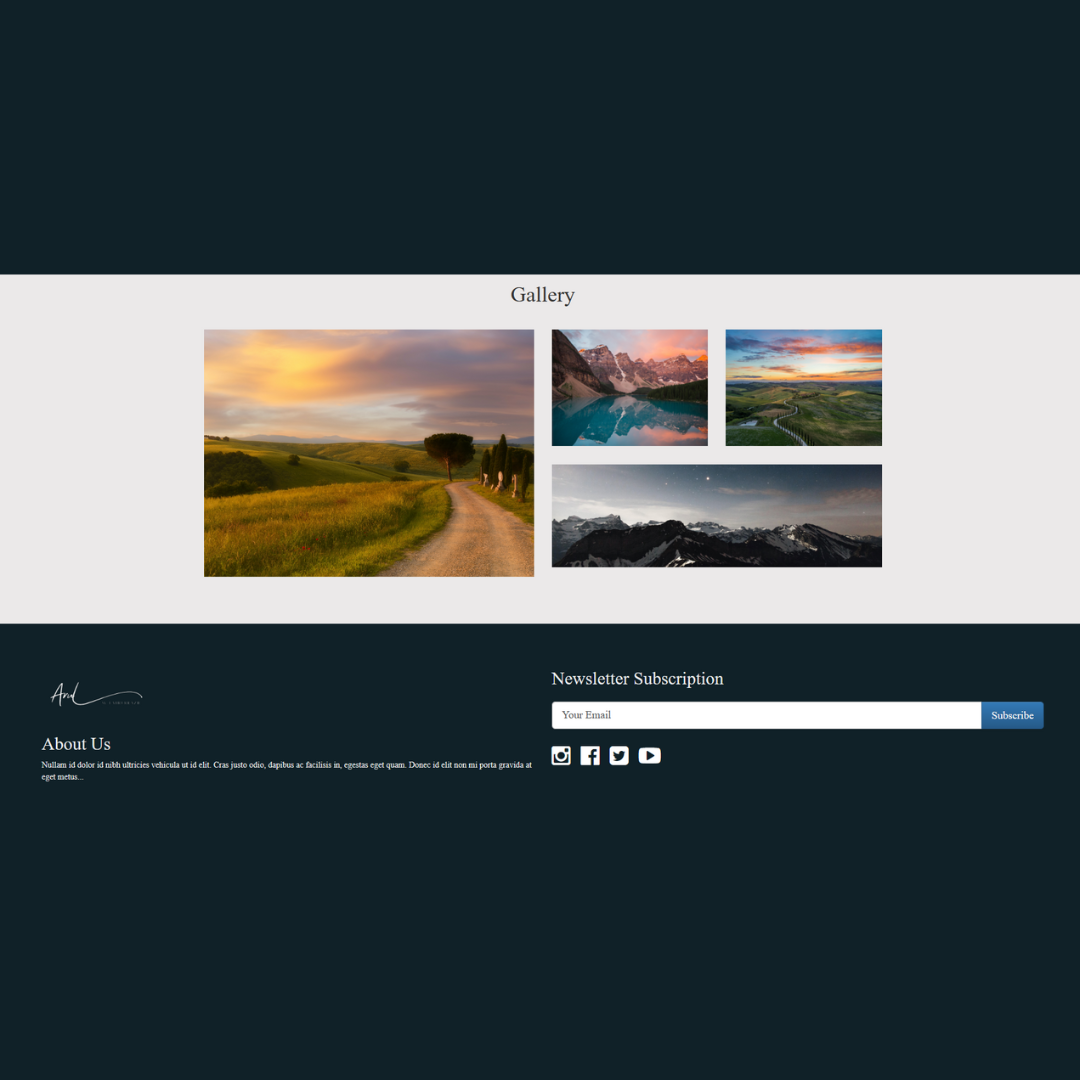 Gallery
Newsletter Subscription
Your Email
Subscribe
About Us
Nullam id dolor id nibh ultricies vehicula ut id elit. Cras justo odio, dapibus ac facilisis in, egestas eget quam. Donec id elit non mi porta gravida at
eget metus...